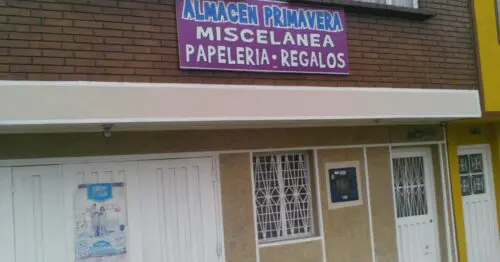 ALMACEN PRIMAVERA
MISCELANEA
PAPELERIA · REGALOS